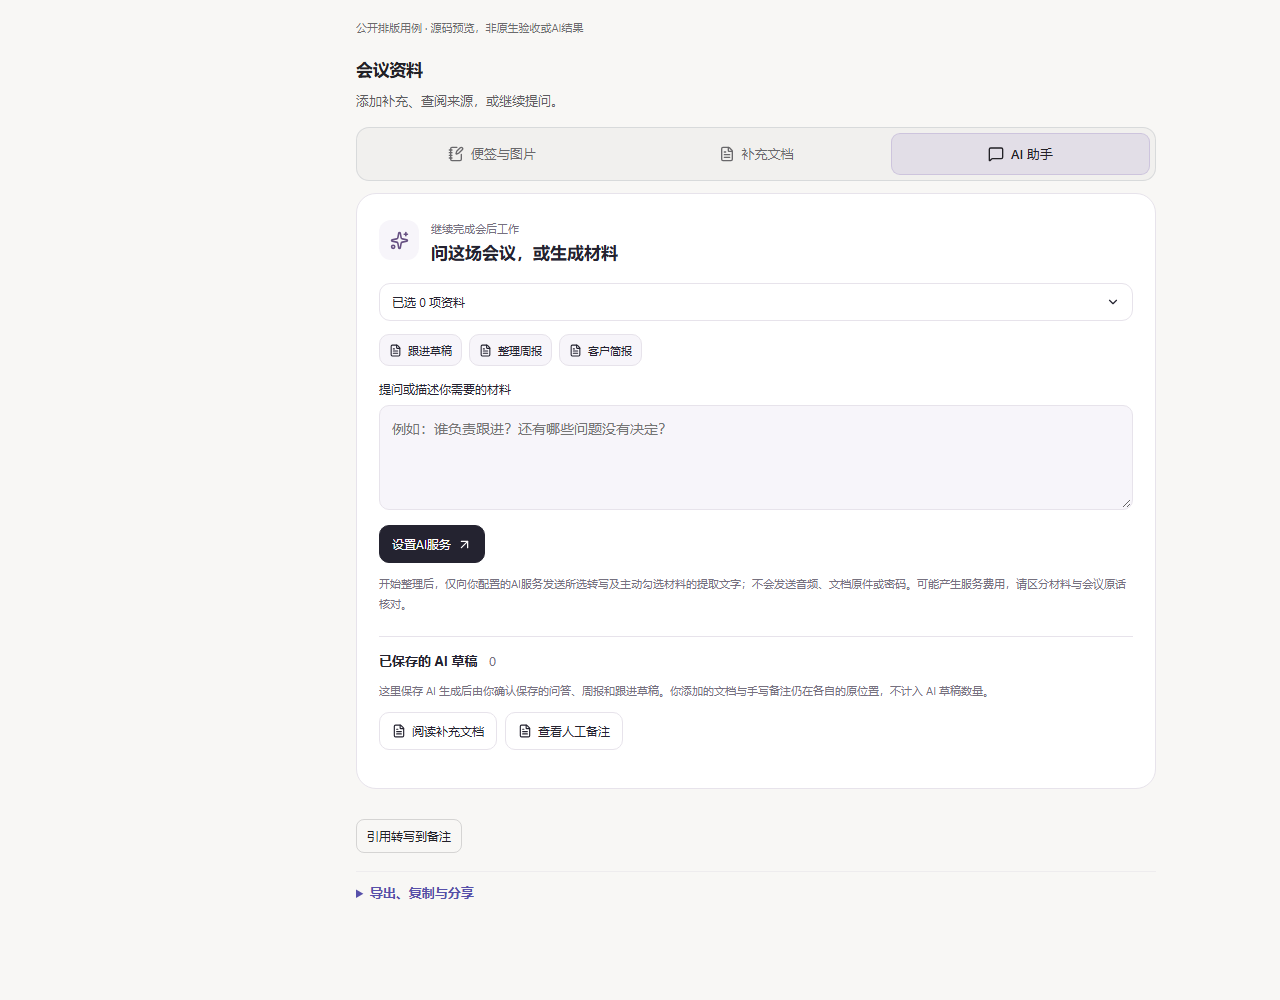 公开排版用例 · 源码预览，非原生验收或AI结果
会议资料
添加补充、查阅来源，或继续提问。
便签与图片
补充文档
AI 助手
继续完成会后工作
问这场会议，或生成材料
已选 0 项资料
跟进草稿
整理周报
客户简报
提问或描述你需要的材料
例如：谁负责跟进？还有哪些问题没有决定？
设置AI服务
开始整理后，仅向你配置的AI服务发送所选转写及主动勾选材料的提取文字；不会发送音频、文档原件或密码。可能产生服务费用，请区分材料与会议原话
核对。
已保存的 AI 草稿 0
这里保存 AI 生成后由你确认保存的问答、周报和跟进草稿。你添加的文档与手写备注仍在各自的原位置，不计入 AI 草稿数量。
阅读补充文档
查看人工备注
引用转写到备注
导出、复制与分享